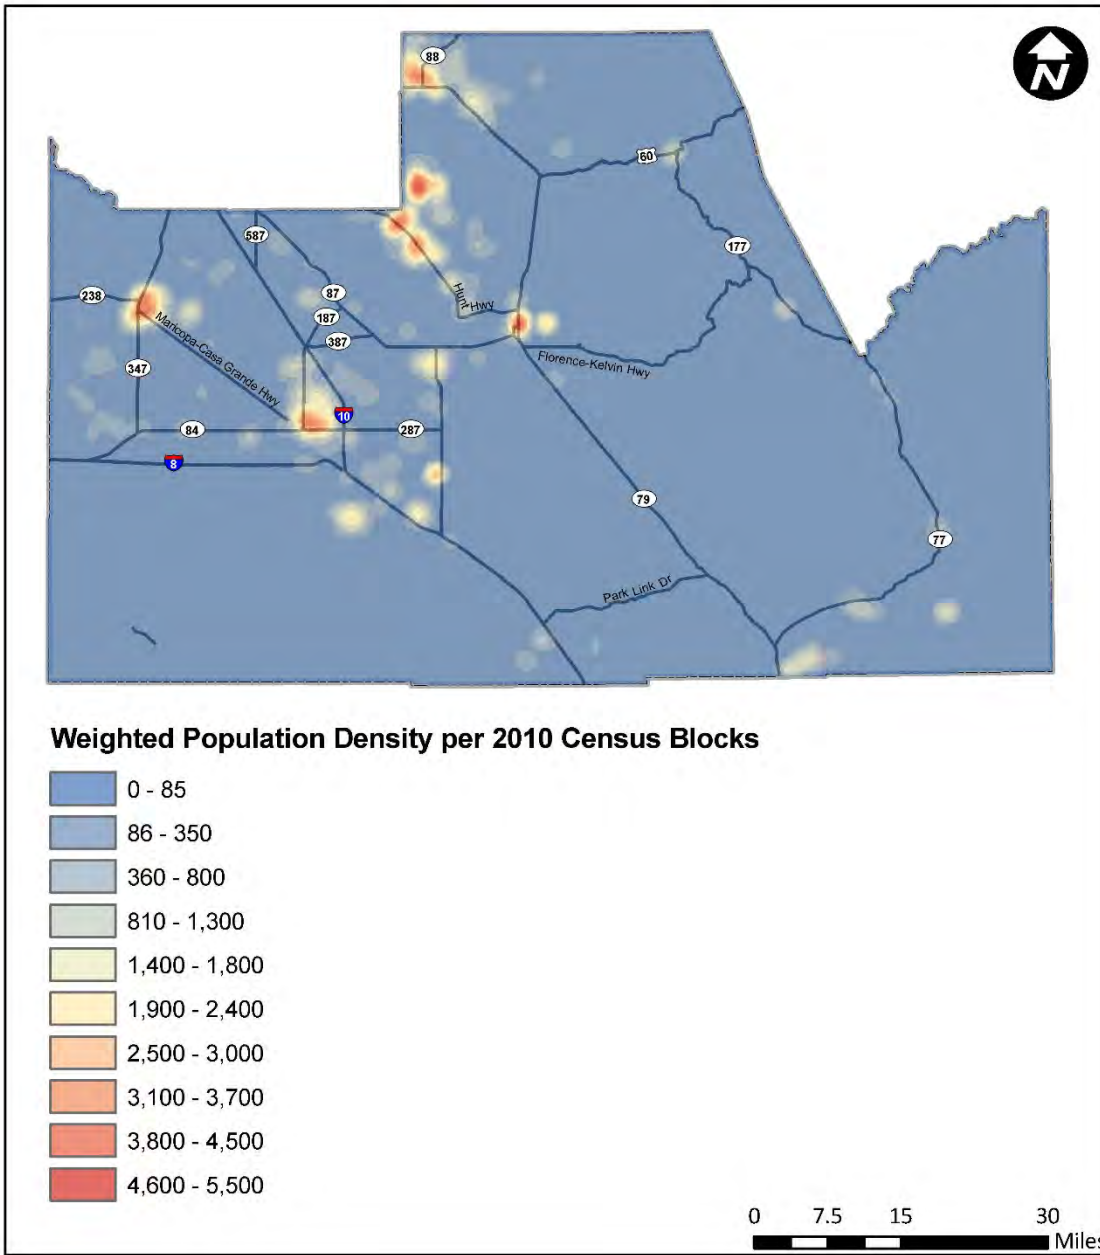 N
88
60
587
177
238
87
Hunt Hwy
187
Maricopa-Casa Grande Hwy
387
Florence-Kelvin Hwy
347
10
84
287
8
79
77
Park Link Dr
Weighted Population Density per 2010 Census Blocks
0 - 85
86 - 350
360 - 800
810 - 1,300
1,400 - 1,800
1,900 - 2,400
2,500 - 3,000
3,100 - 3,700
3,800 - 4,500
4,600 - 5,500
0 7.5 15 30
Miles